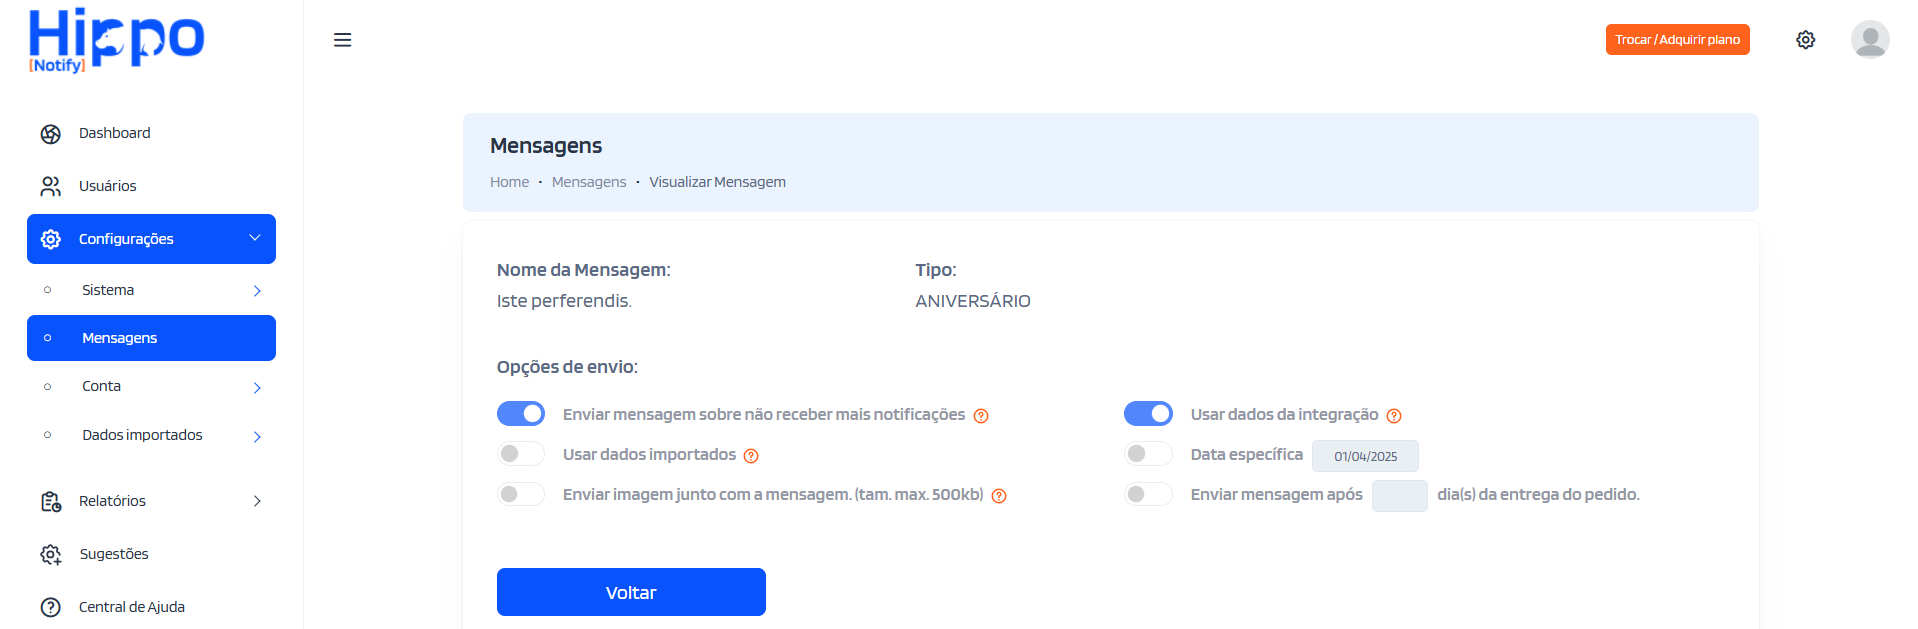 Hippo
[Notify]
Trocar / Adquirir plano
Dashboard
Usuários
Configurações
Sistema
Mensagens
Conta
Dados importados
Relatórios
Sugestões
Central de Ajuda
Mensagens
Home • Mensagens • Visualizar Mensagem
Nome da Mensagem:
Iste perferendis.
Tipo:
ANIVERSÁRIO
Opções de envio:
Enviar mensagem sobre não receber mais notificações
Usar dados da integração
Usar dados importados
Data específica 01/04/2025
Enviar imagem junto com a mensagem. (tam. max. 500kb)
Enviar mensagem após dia(s) da entrega do pedido.
Voltar